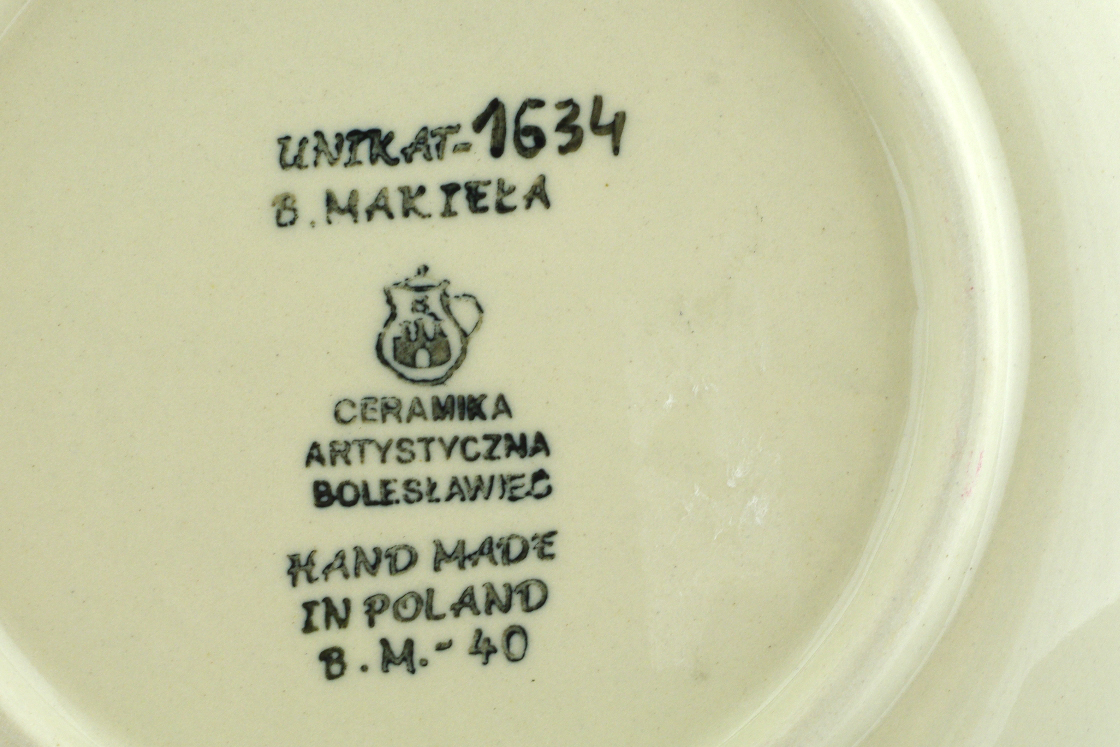 UNIKAT-1634
B.MAKIEŁA
CERAMIKA
ARTYSTYCZNA
BOLESŁAWIEC
HAND MADE
IN POLAND
B.M.-40